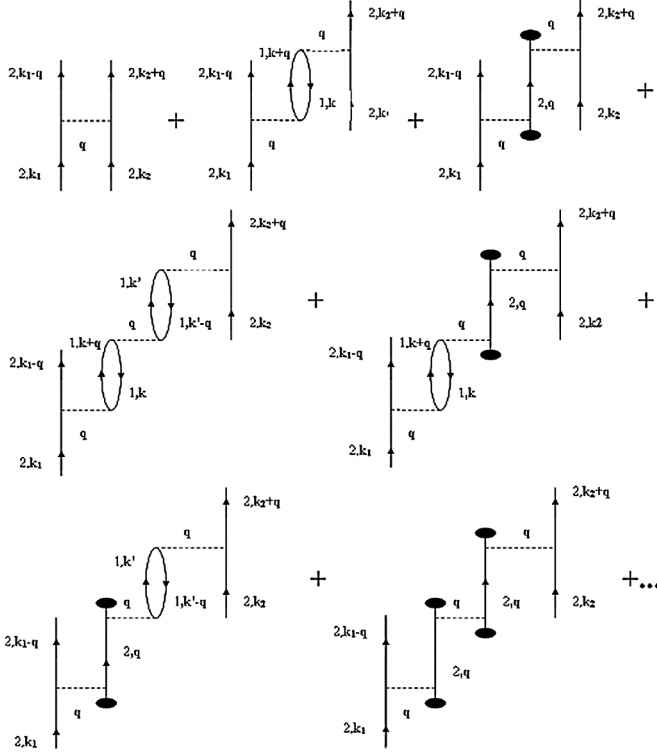 2,k₁-q
2,k₂+q
q
2,k₁
2,k₂
+
2,k₁-q
1,k+q
q
2,k₂+q
1,k
q
2,k₁
+
2,k₁-q
q
2,k₂+q
2,q
q
2,k₁
2,k₂
+
2,k₁-q
1,k+q
q
1,k
q
2,k₁
1,k'
q
1,k'-q
2,k₂+q
2,k₂
+
2,k₁-q
1,k+q
q
1,k
q
2,k₁
q
2,q
2,k₂+q
2,k2
+
2,k₁-q
q
2,q
q
2,k₁
1,k'
q
1,k'-q
2,k₂+q
2,k₂
+
2,k₁-q
q
2,q
q
2,k₁
q
2,q
2,k₂+q
2,k₂
+...